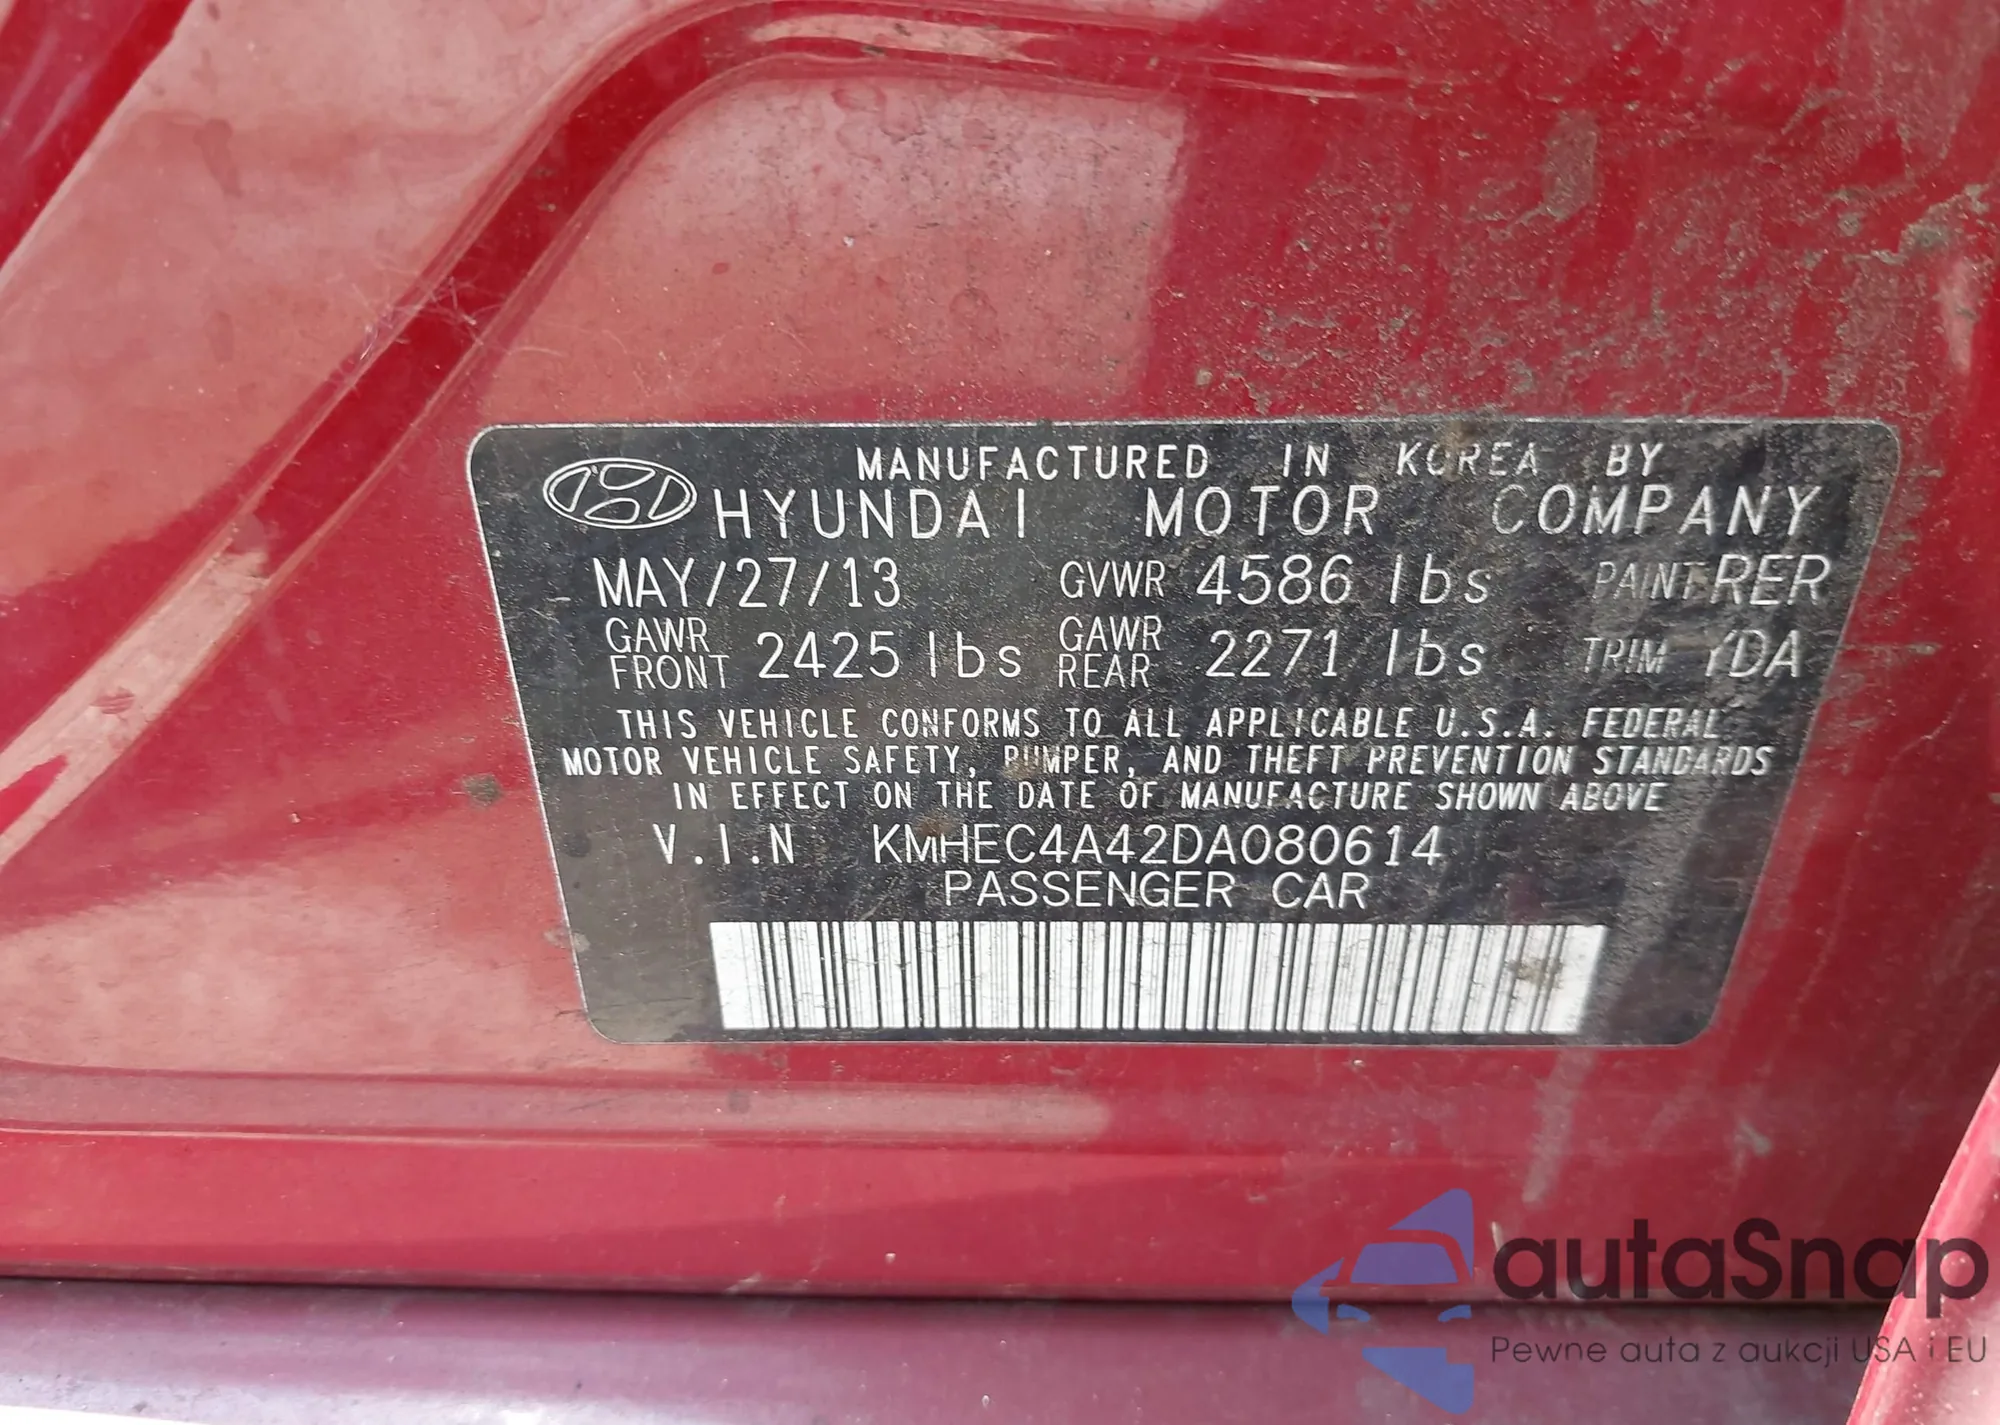 MANUFACTURED IN KOREA BY
HYUNDAI MOTOR COMPANY
MAY/27/13 GVWR 4586 lbs PAINT RER
GAWR FRONT 2425 lbs GAWR REAR 2271 lbs TRIM YDA
THIS VEHICLE CONFORMS TO ALL APPLICABLE U.S.A. FEDERAL
MOTOR VEHICLE SAFETY, BUMPER, AND THEFT PREVENTION STANDARDS
IN EFFECT ON THE DATE OF MANUFACTURE SHOWN ABOVE
V.I.N KMHEC4A42DA080614
PASSENGER CAR
autaSnap
Pewne auta z aukcji USA i EU